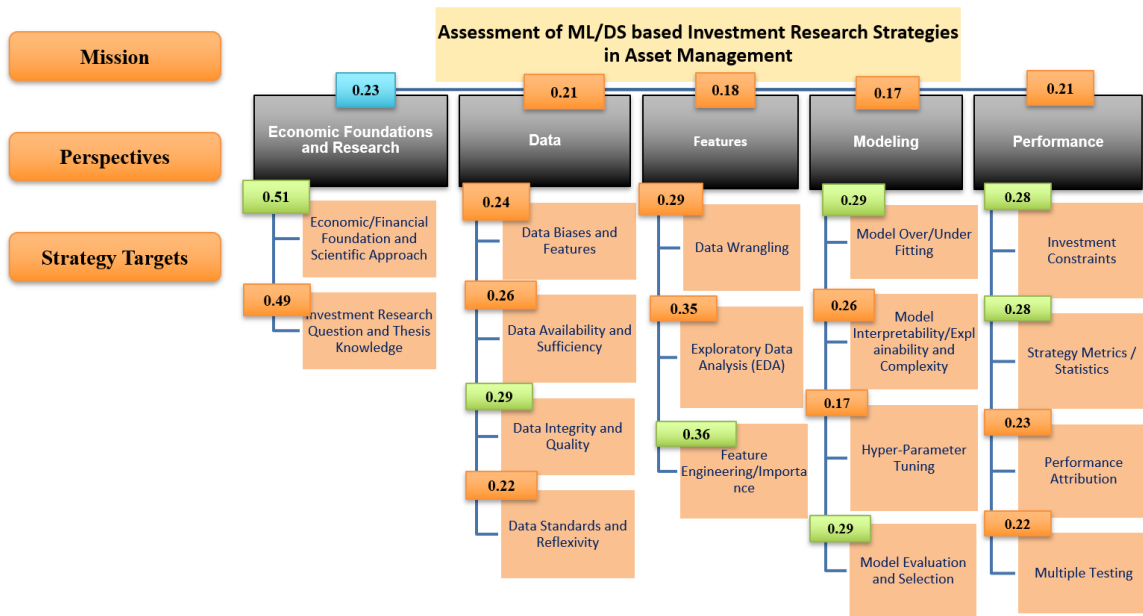 Assessment of ML/DS based Investment Research Strategies
in Asset Management
Mission
0.23
0.21
0.18
0.17
0.21
Perspectives
Economic Foundations
and Research
Data
Features
Modeling
Performance
Strategy Targets
0.51
Economic/Financial
Foundation and
Scientific Approach
0.49
Investment Research
Question and Thesis
Knowledge
0.24
Data Biases and
Features
0.26
Data Availability and
Sufficiency
0.29
Data Integrity and
Quality
0.22
Data Standards and
Reflexivity
0.29
Data Wrangling
0.35
Exploratory Data
Analysis (EDA)
0.36
Feature
Engineering/Importa
nce
0.29
Model Over/Under
Fitting
0.26
Model
Interpretability/Expl
ainability and
Complexity
0.17
Hyper-Parameter
Tuning
0.29
Model Evaluation
and Selection
0.28
Investment
Constraints
0.28
Strategy Metrics /
Statistics
0.23
Performance
Attribution
0.22
Multiple Testing